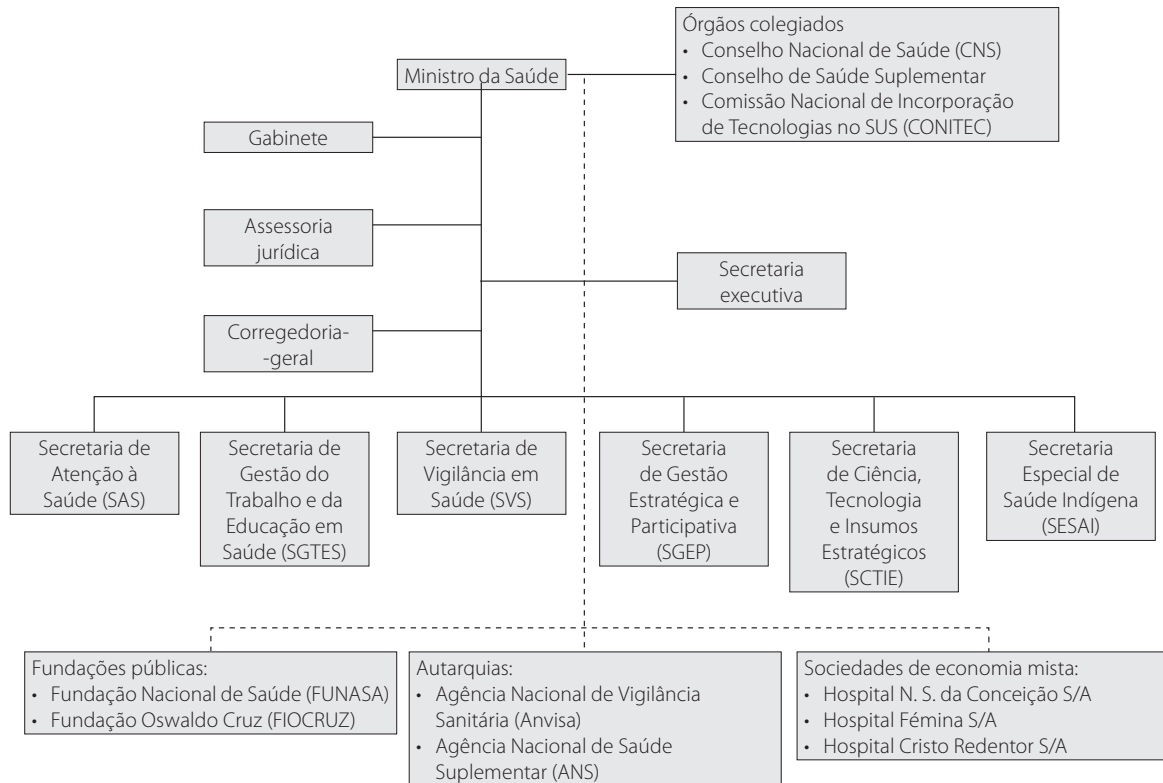 Órgãos colegiados
• Conselho Nacional de Saúde (CNS)
• Conselho de Saúde Suplementar
• Comissão Nacional de Incorporação
de Tecnologias no SUS (CONITEC)
Ministro da Saúde
Gabinete
Assessoria
jurídica
Secretaria
executiva
Corregedoria-
-geral
Secretaria de
Atenção à
Saúde (SAS)
Secretaria de
Gestão do
Trabalho e da
Educação em
Saúde (SGTES)
Secretaria de
Vigilância em
Saúde (SVS)
Secretaria
de Gestão
Estratégica e
Participativa
(SGEP)
Secretaria
de Ciência,
Tecnologia
e Insumos
Estratégicos
(SCTIE)
Secretaria
Especial de
Saúde Indígena
(SESAI)
Fundações públicas:
• Fundação Nacional de Saúde (FUNASA)
• Fundação Oswaldo Cruz (FIOCRUZ)
Autarquias:
• Agência Nacional de Vigilância
Sanitária (Anvisa)
• Agência Nacional de Saúde
Suplementar (ANS)
Sociedades de economia mista:
• Hospital N. S. da Conceição S/A
• Hospital Fémina S/A
• Hospital Cristo Redentor S/A